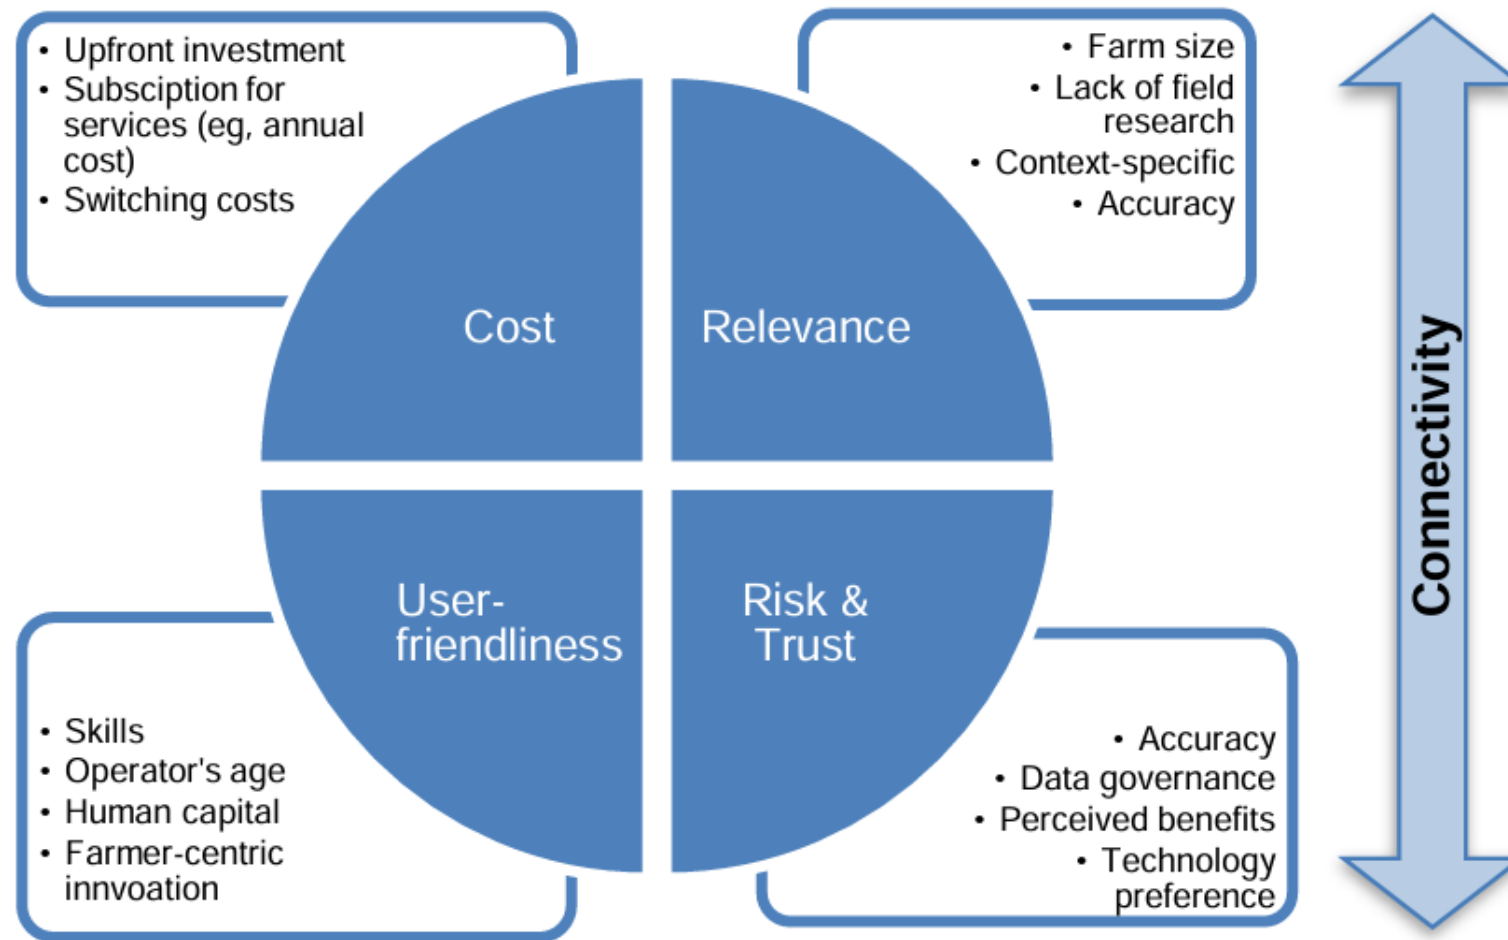 • Upfront investment
• Subsciption for
services (eg, annual
cost)
• Switching costs
• Farm size
• Lack of field
research
• Context-specific
• Accuracy
Cost
Relevance
User-
friendliness
Risk &
Trust
• Skills
• Operator's age
• Human capital
• Farmer-centric
innvoation
• Accuracy
• Data governance
• Perceived benefits
• Technology
preference
Connectivity